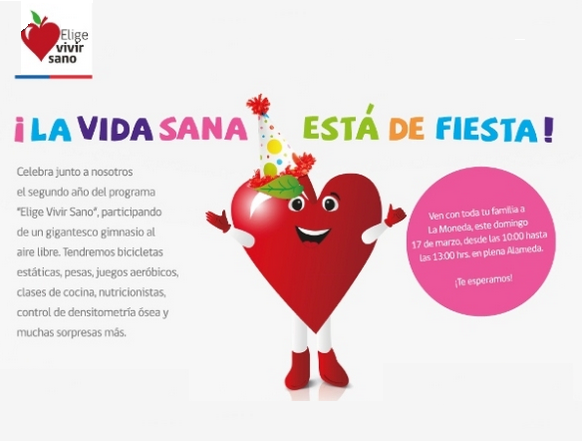 Elige
vivir
sano
¡LA VIDA SANA ESTÁ DE FIESTA!
Celebra junto a nosotros
el segundo año del programa
"Elige Vivir Sano", participando
de un gigantesco gimnasio al
aire libre. Tendremos bicicletas
estáticas, pesas, juegos aeróbicos,
clases de cocina, nutricionistas,
control de densitometría ósea y
muchas sorpresas más.
Ven con toda tu familia a
La Moneda, este domingo
17 de marzo, desde las 10:00 hasta
las 13:00 hrs. en plena Alameda.
¡Te esperamos!